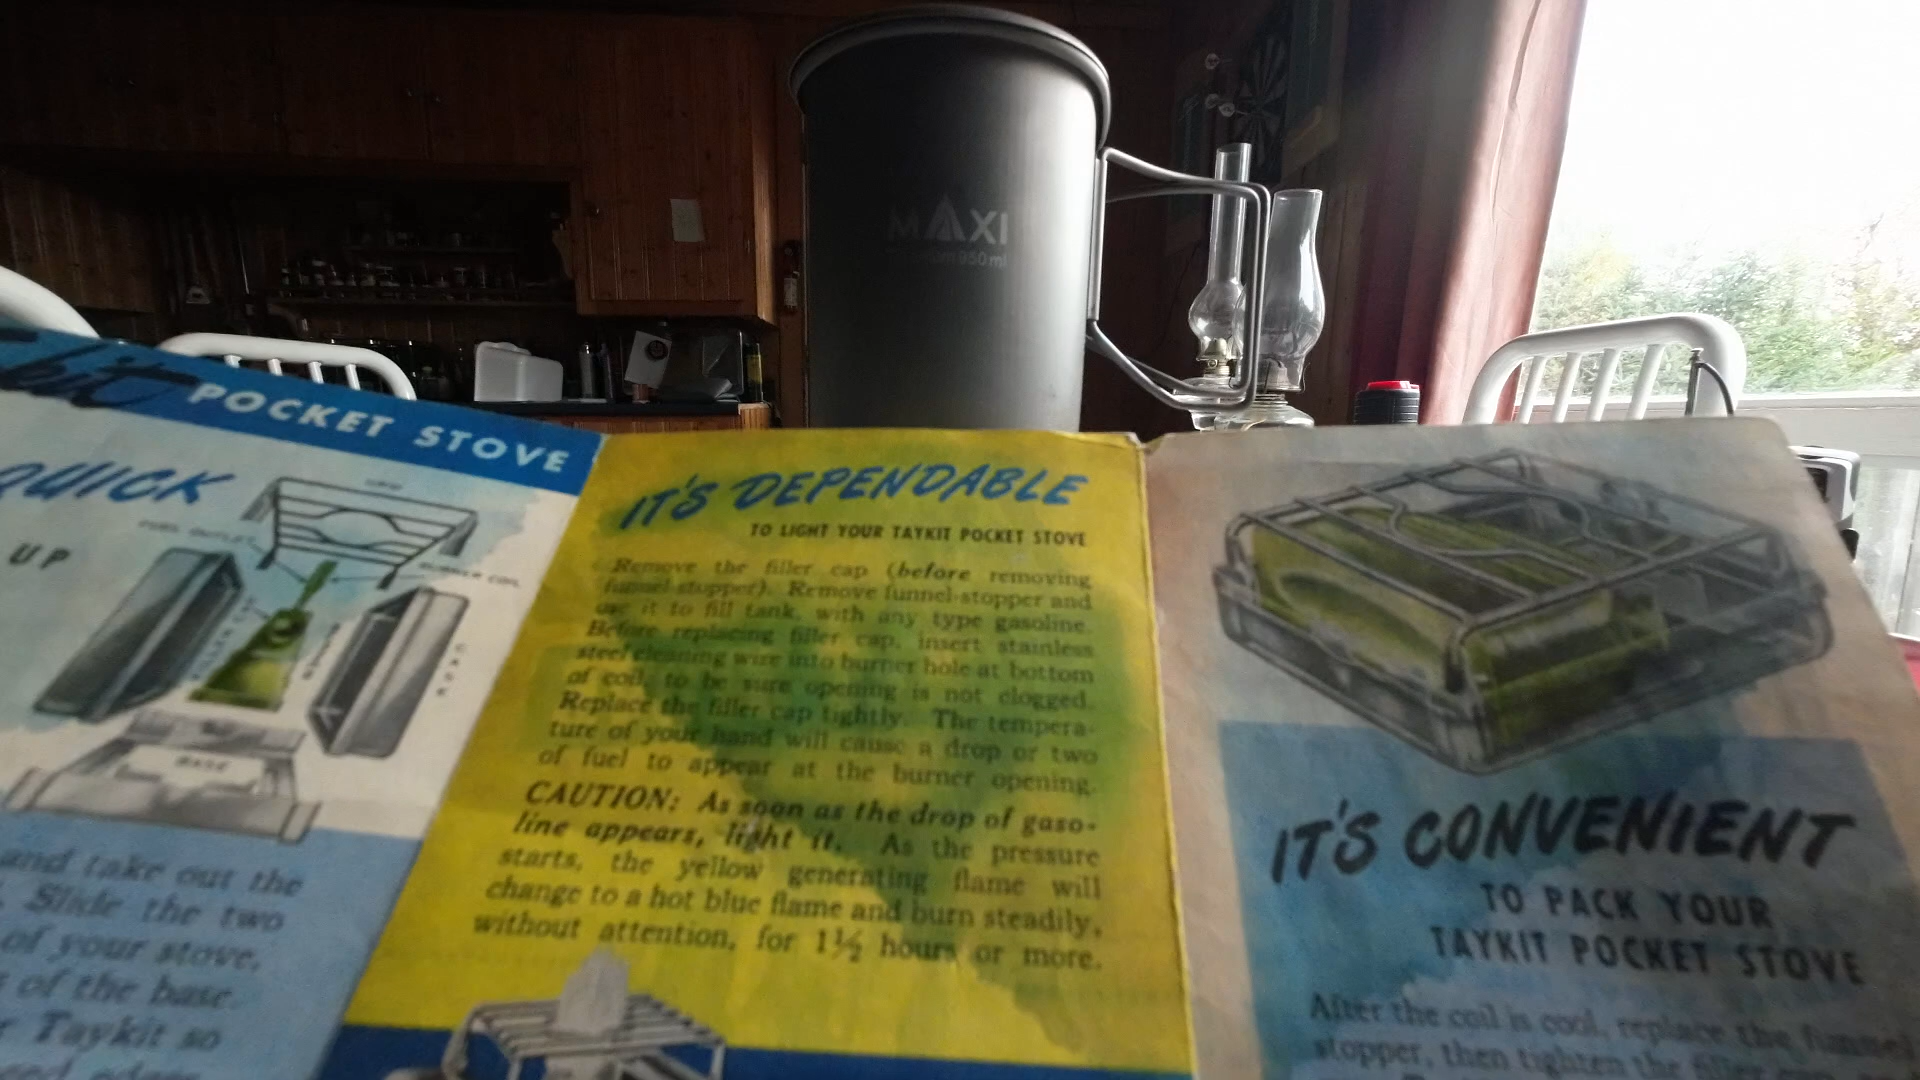 MAXI
950 ml
POCKET STOVE
QUICK
UP
BASE
and take out the
Slide the two
of your stove,
of the base.
Taykit so
IT'S DEPENDABLE
TO LIGHT YOUR TAYKIT POCKET STOVE
Remove the filler cap (before removing
funnel-stopper). Remove funnel-stopper and
use it to fill tank, with any type gasoline.
Before replacing filler cap, insert stainless
steel cleaning wire into burner hole at bottom
of coil, to be sure opening is not clogged.
Replace the filler cap tightly. The tempera-
ture of your hand will cause a drop or two
of fuel to appear at the burner opening.
CAUTION: As soon as the drop of gaso-
line appears, light it. As the pressure
starts, the yellow generating flame will
change to a hot blue flame and burn steadily,
without attention, for 1½ hours or more.
IT'S CONVENIENT
TO PACK YOUR
TAYKIT POCKET STOVE
After the coil is cool, replace the funnel
stopper, then tighten the filler cap,